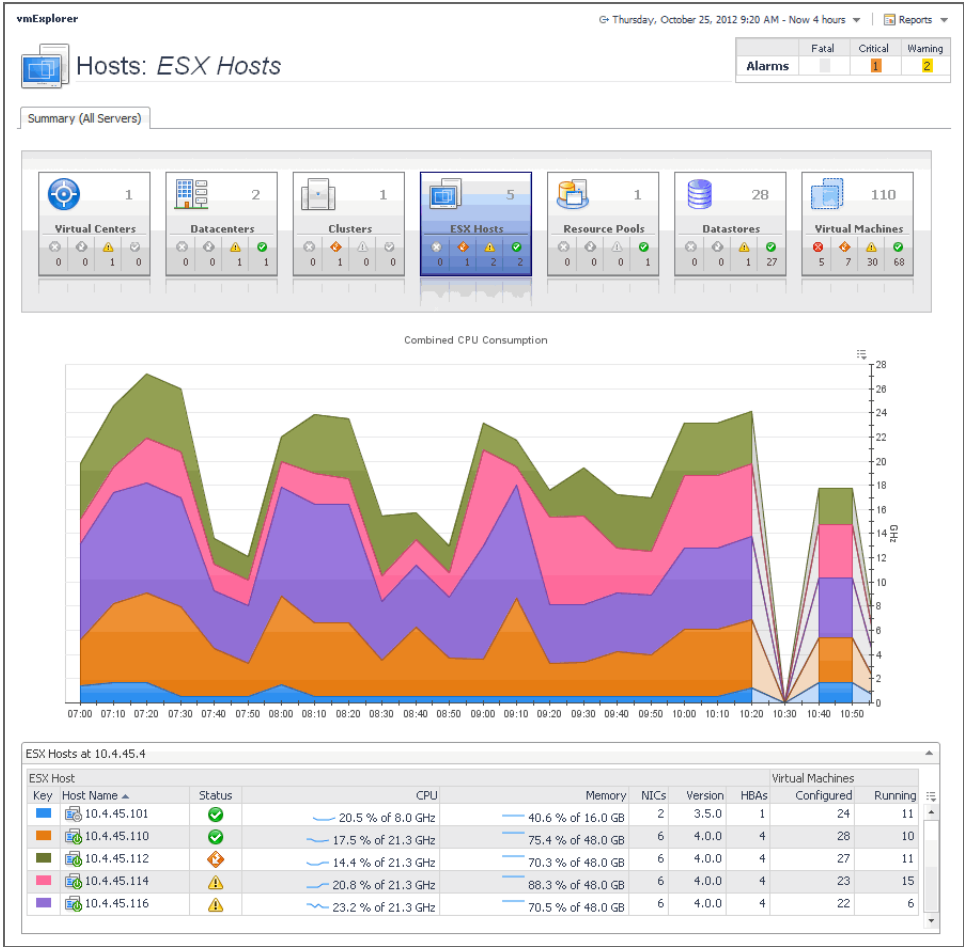 vmExplorer
Thursday, October 25, 2012 9:20 AM - Now 4 hours
Reports
Hosts: ESX Hosts
Fatal Critical Warning
Alarms 1 2
Summary (All Servers)
1 2 1 5 1 28 110
Virtual Centers Datacenters Clusters ESX Hosts Resource Pools Datastores Virtual Machines
0 0 1 0 0 0 1 1 0 1 0 0 0 1 2 2 0 0 0 1 0 0 1 27 5 7 30 68
Combined CPU Consumption
28
26
24
22
20
18
16
14
12
10
8
6
4
2
0
GHz
07:00 07:10 07:20 07:30 07:40 07:50 08:00 08:10 08:20 08:30 08:40 08:50 09:00 09:10 09:20 09:30 09:40 09:50 10:00 10:10 10:20 10:30 10:40 10:50
ESX Hosts at 10.4.45.4
ESX Host Virtual Machines
Key Host Name Status CPU Memory NICs Version HBAs Configured Running
10.4.45.101 20.5 % of 8.0 GHz 40.6 % of 16.0 GB 2 3.5.0 1 24 11
10.4.45.110 17.5 % of 21.3 GHz 75.4 % of 48.0 GB 6 4.0.0 4 28 10
10.4.45.112 14.4 % of 21.3 GHz 70.3 % of 48.0 GB 6 4.0.0 4 27 11
10.4.45.114 20.8 % of 21.3 GHz 88.3 % of 48.0 GB 6 4.0.0 4 23 15
10.4.45.116 23.2 % of 21.3 GHz 70.5 % of 48.0 GB 6 4.0.0 4 22 6